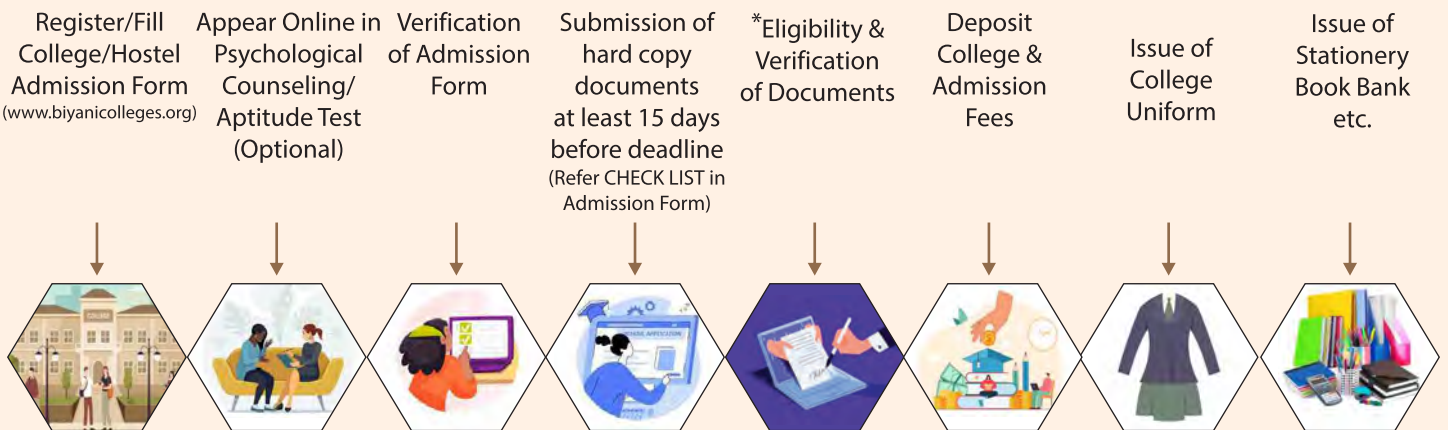 Register/Fill
College/Hostel
Admission Form
(www.biyanicolleges.org)
Appear Online in
Psychological
Counseling/
Aptitude Test
(Optional)
Verification
of Admission
Form
Submission of
hard copy
documents
at least 15 days
before deadline
(Refer CHECK LIST in
Admission Form)
*Eligibility &
Verification
of Documents
Deposit
College &
Admission
Fees
Issue of
College
Uniform
Issue of
Stationery
Book Bank
etc.
COLLEGE